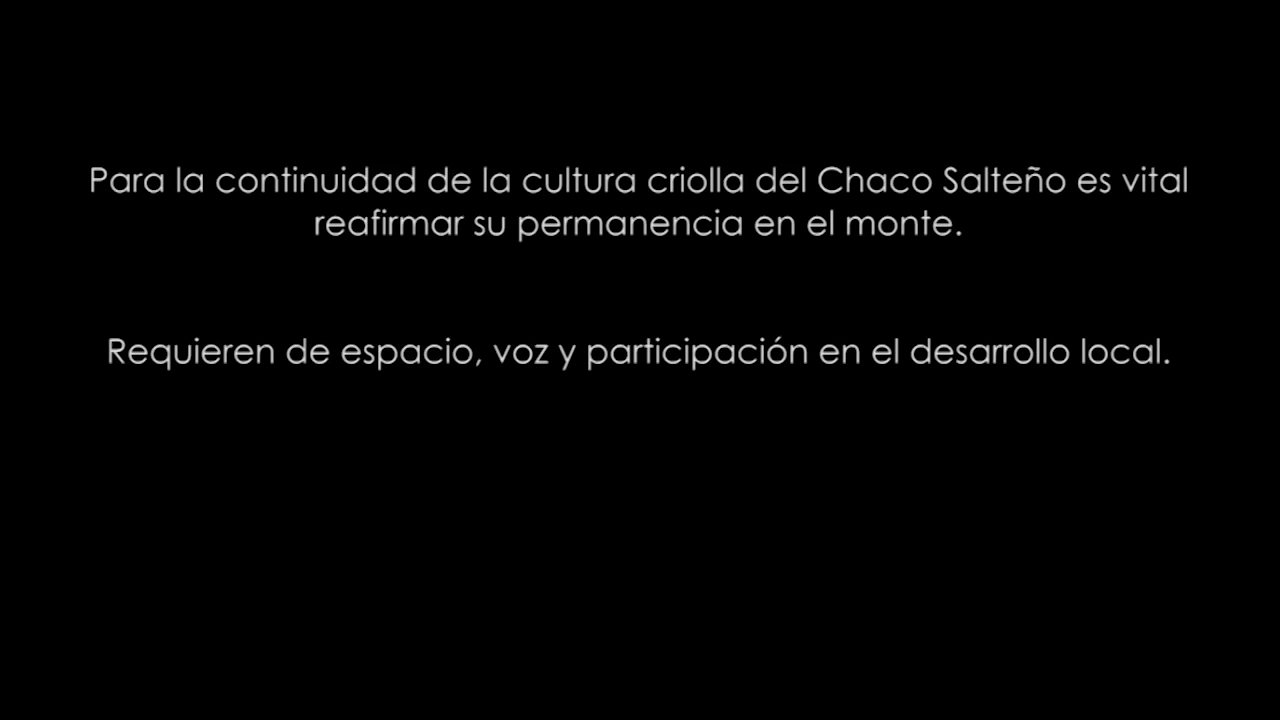 Para la continuidad de la cultura criolla del Chaco Salteño es vital
reafirmar su permanencia en el monte.
Requieren de espacio, voz y participación en el desarrollo local.